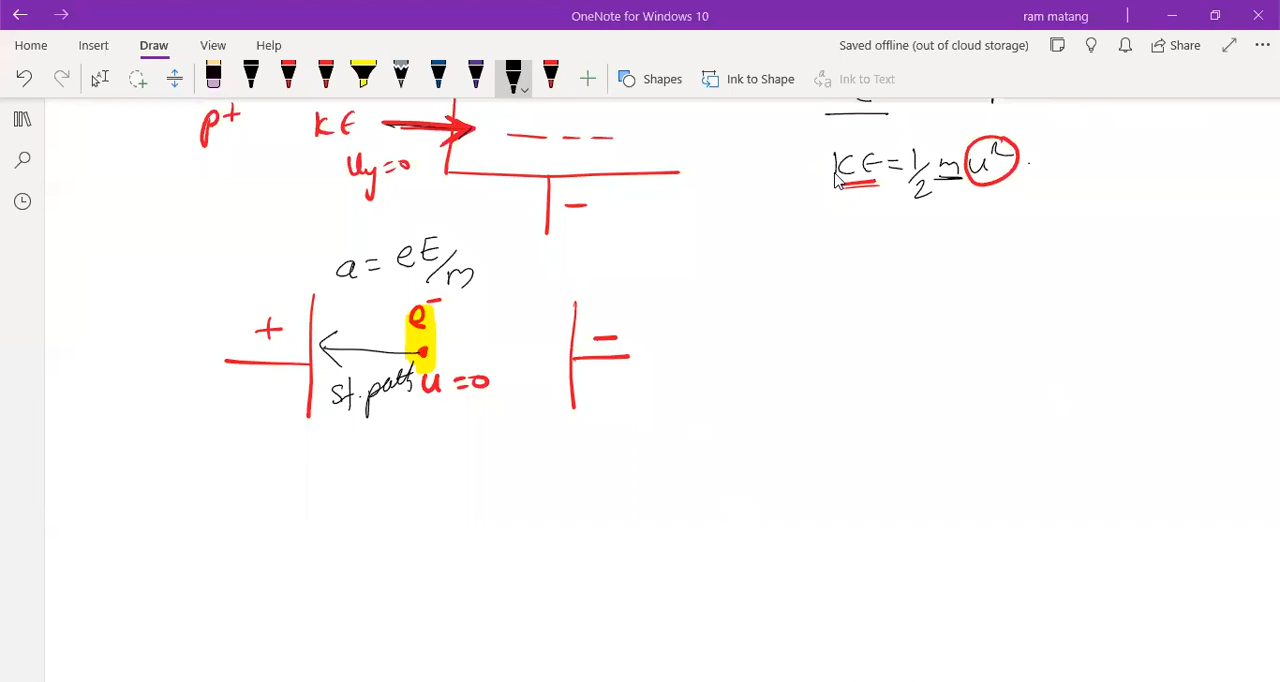 OneNote for Windows 10
ram matang
Home Insert Draw View Help
Saved offline (out of cloud storage)
Share
Shapes
Ink to Shape
Ink to Text
p+ KE
uy=0
KE = 1/2 m u²
−
a = eE/m
+ e⁻ −
St. path u = 0